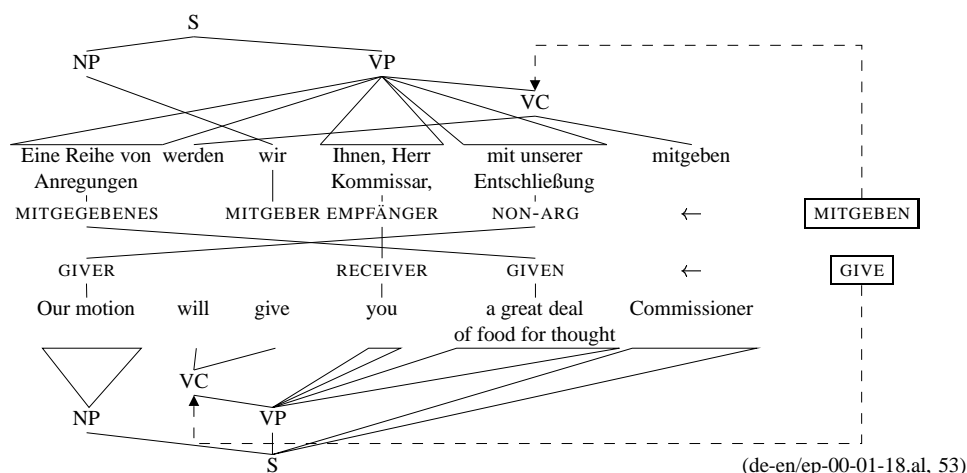 S
NP VP
VC
Eine Reihe von werden wir Ihnen, Herr mit unserer mitgeben
Anregungen Kommissar, Entschließung
MITGEGEBENES MITGEBER EMPFÄNGER NON-ARG ← MITGEBEN
GIVER RECEIVER GIVEN ← GIVE
Our motion will give you a great deal Commissioner
of food for thought
VC
NP VP
S
(de-en/ep-00-01-18.al, 53)